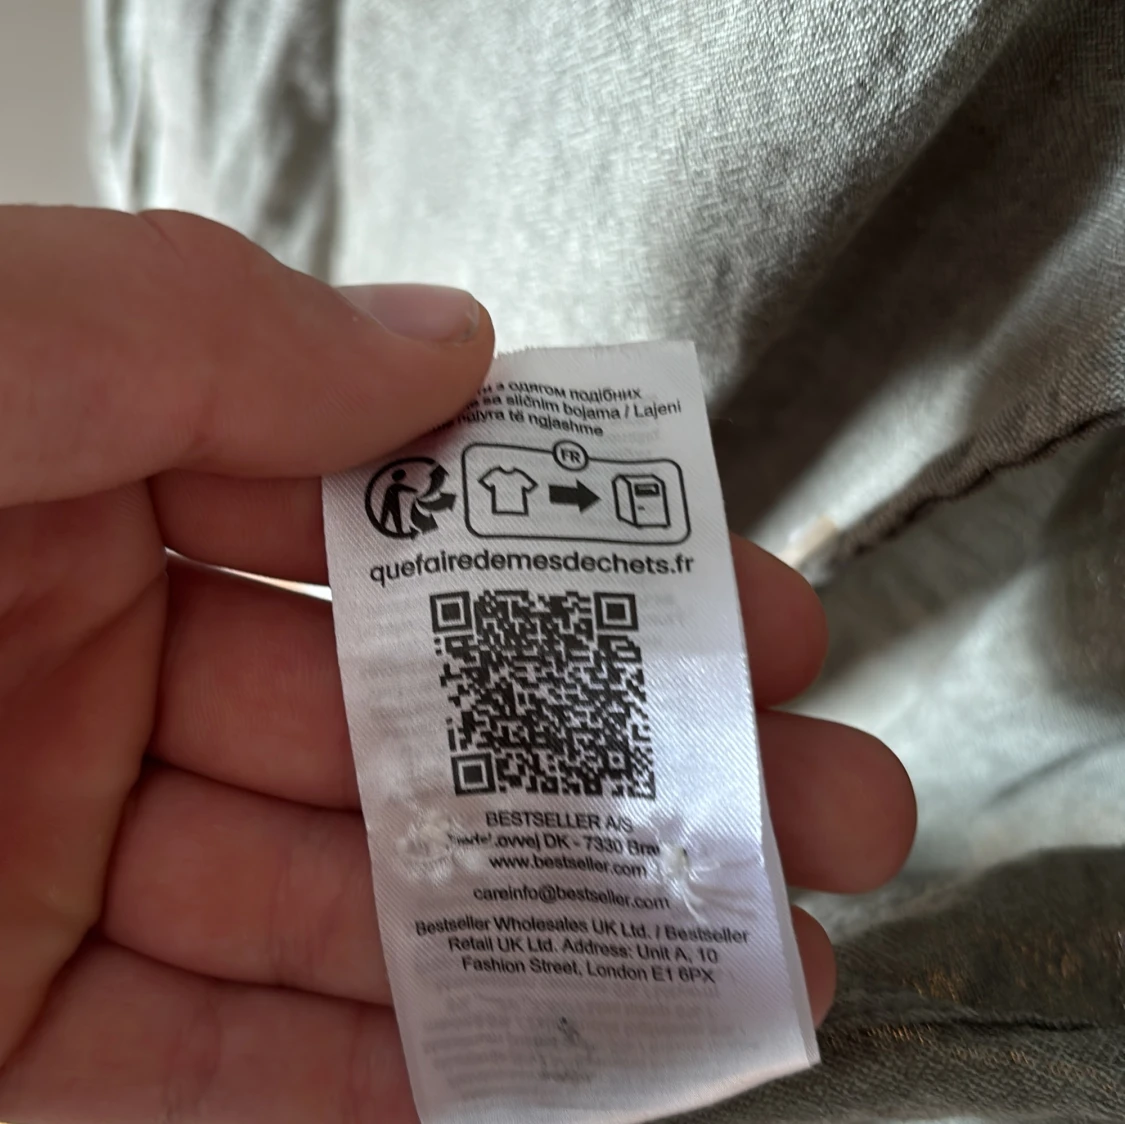 з одягом подібних
sa sličnim bojama / Lajeni
ngjyra të ngjashme
FR
quefairedemesdechets.fr
BESTSELLER A/S
DK - 7330
www.bestseller.com
careinfo@bestseller.com
Bestseller Wholesales UK Ltd. / Bestseller
Retail UK Ltd. Address: Unit A, 10
Fashion Street, London E1 6PX